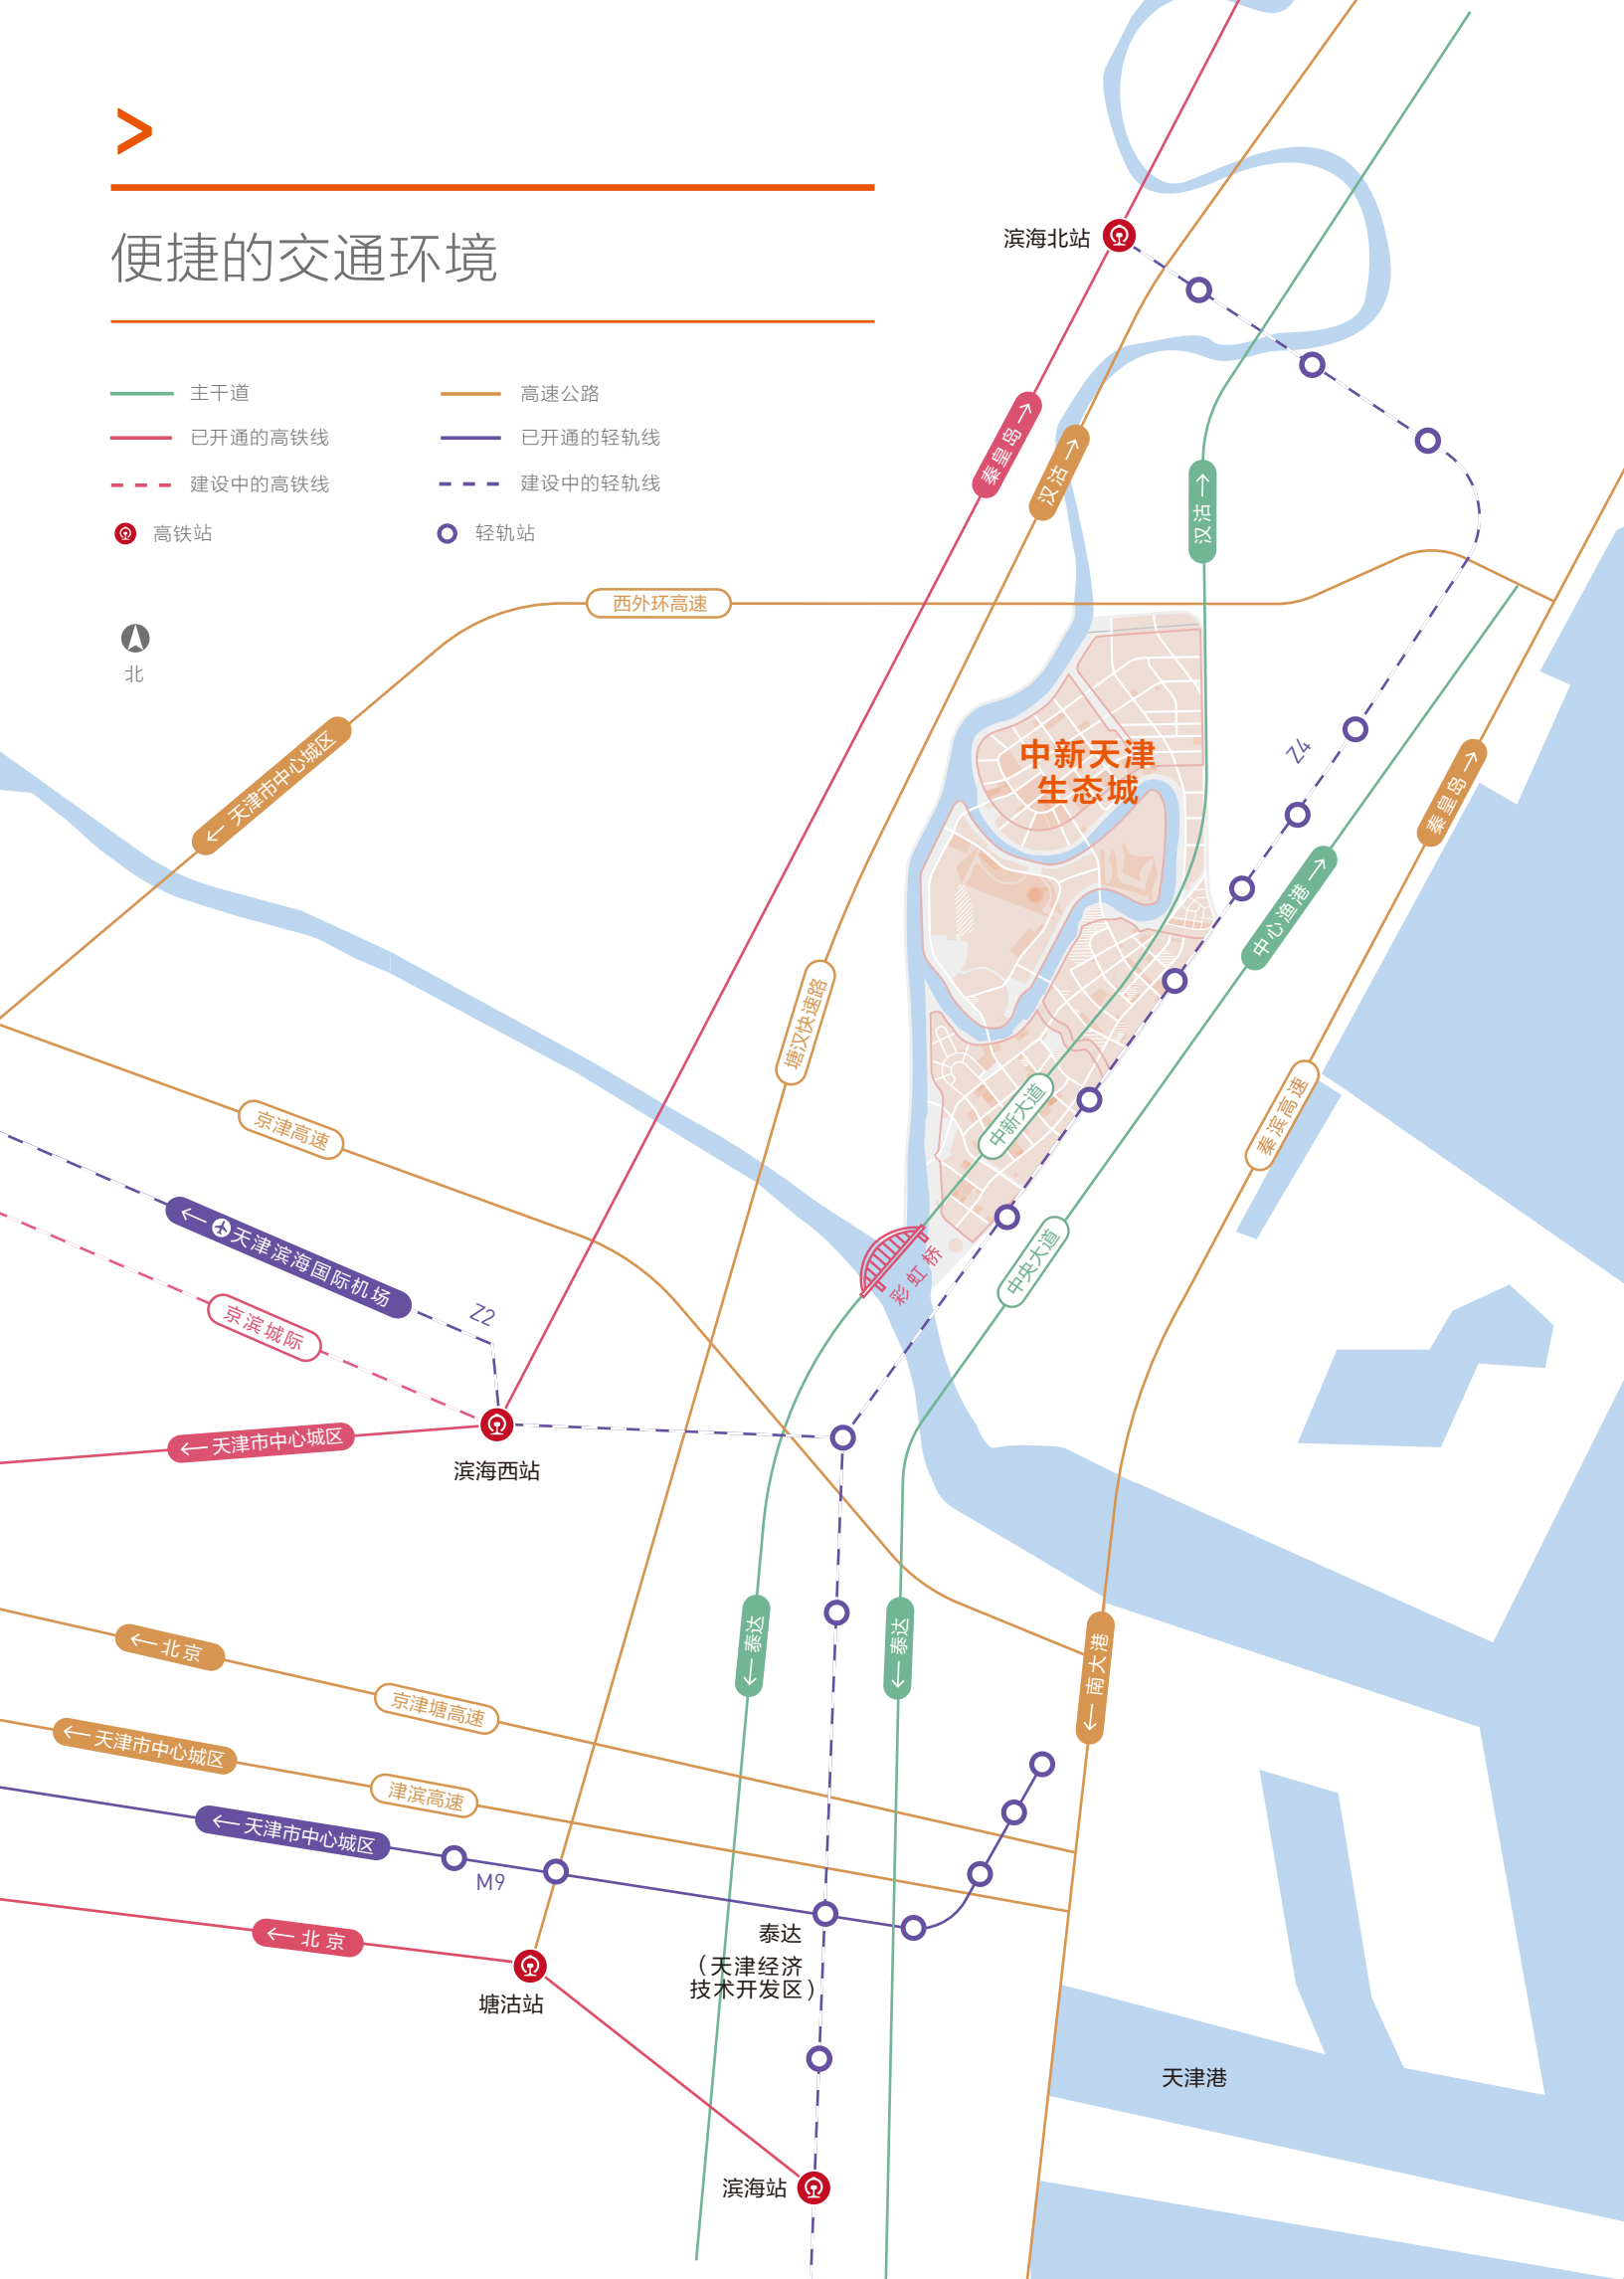 >
便捷的交通环境
主干道
高速公路
已开通的高铁线
已开通的轻轨线
建设中的高铁线
建设中的轻轨线
高铁站
轻轨站
北
滨海北站
秦皇岛→
汉沽→
汉沽→
西外环高速
←天津市中心城区
中新天津
生态城
Z4
秦皇岛→
中心渔港→
塘汉快速路
京津高速
中新大道
秦滨高速
←天津滨海国际机场
中央大道
彩虹桥
京滨城际
Z2
←天津市中心城区
滨海西站
←北京
←泰达
←泰达
←南大港
京津塘高速
←天津市中心城区
津滨高速
←天津市中心城区
M9
泰达
（天津经济
技术开发区）
←北京
塘沽站
天津港
滨海站